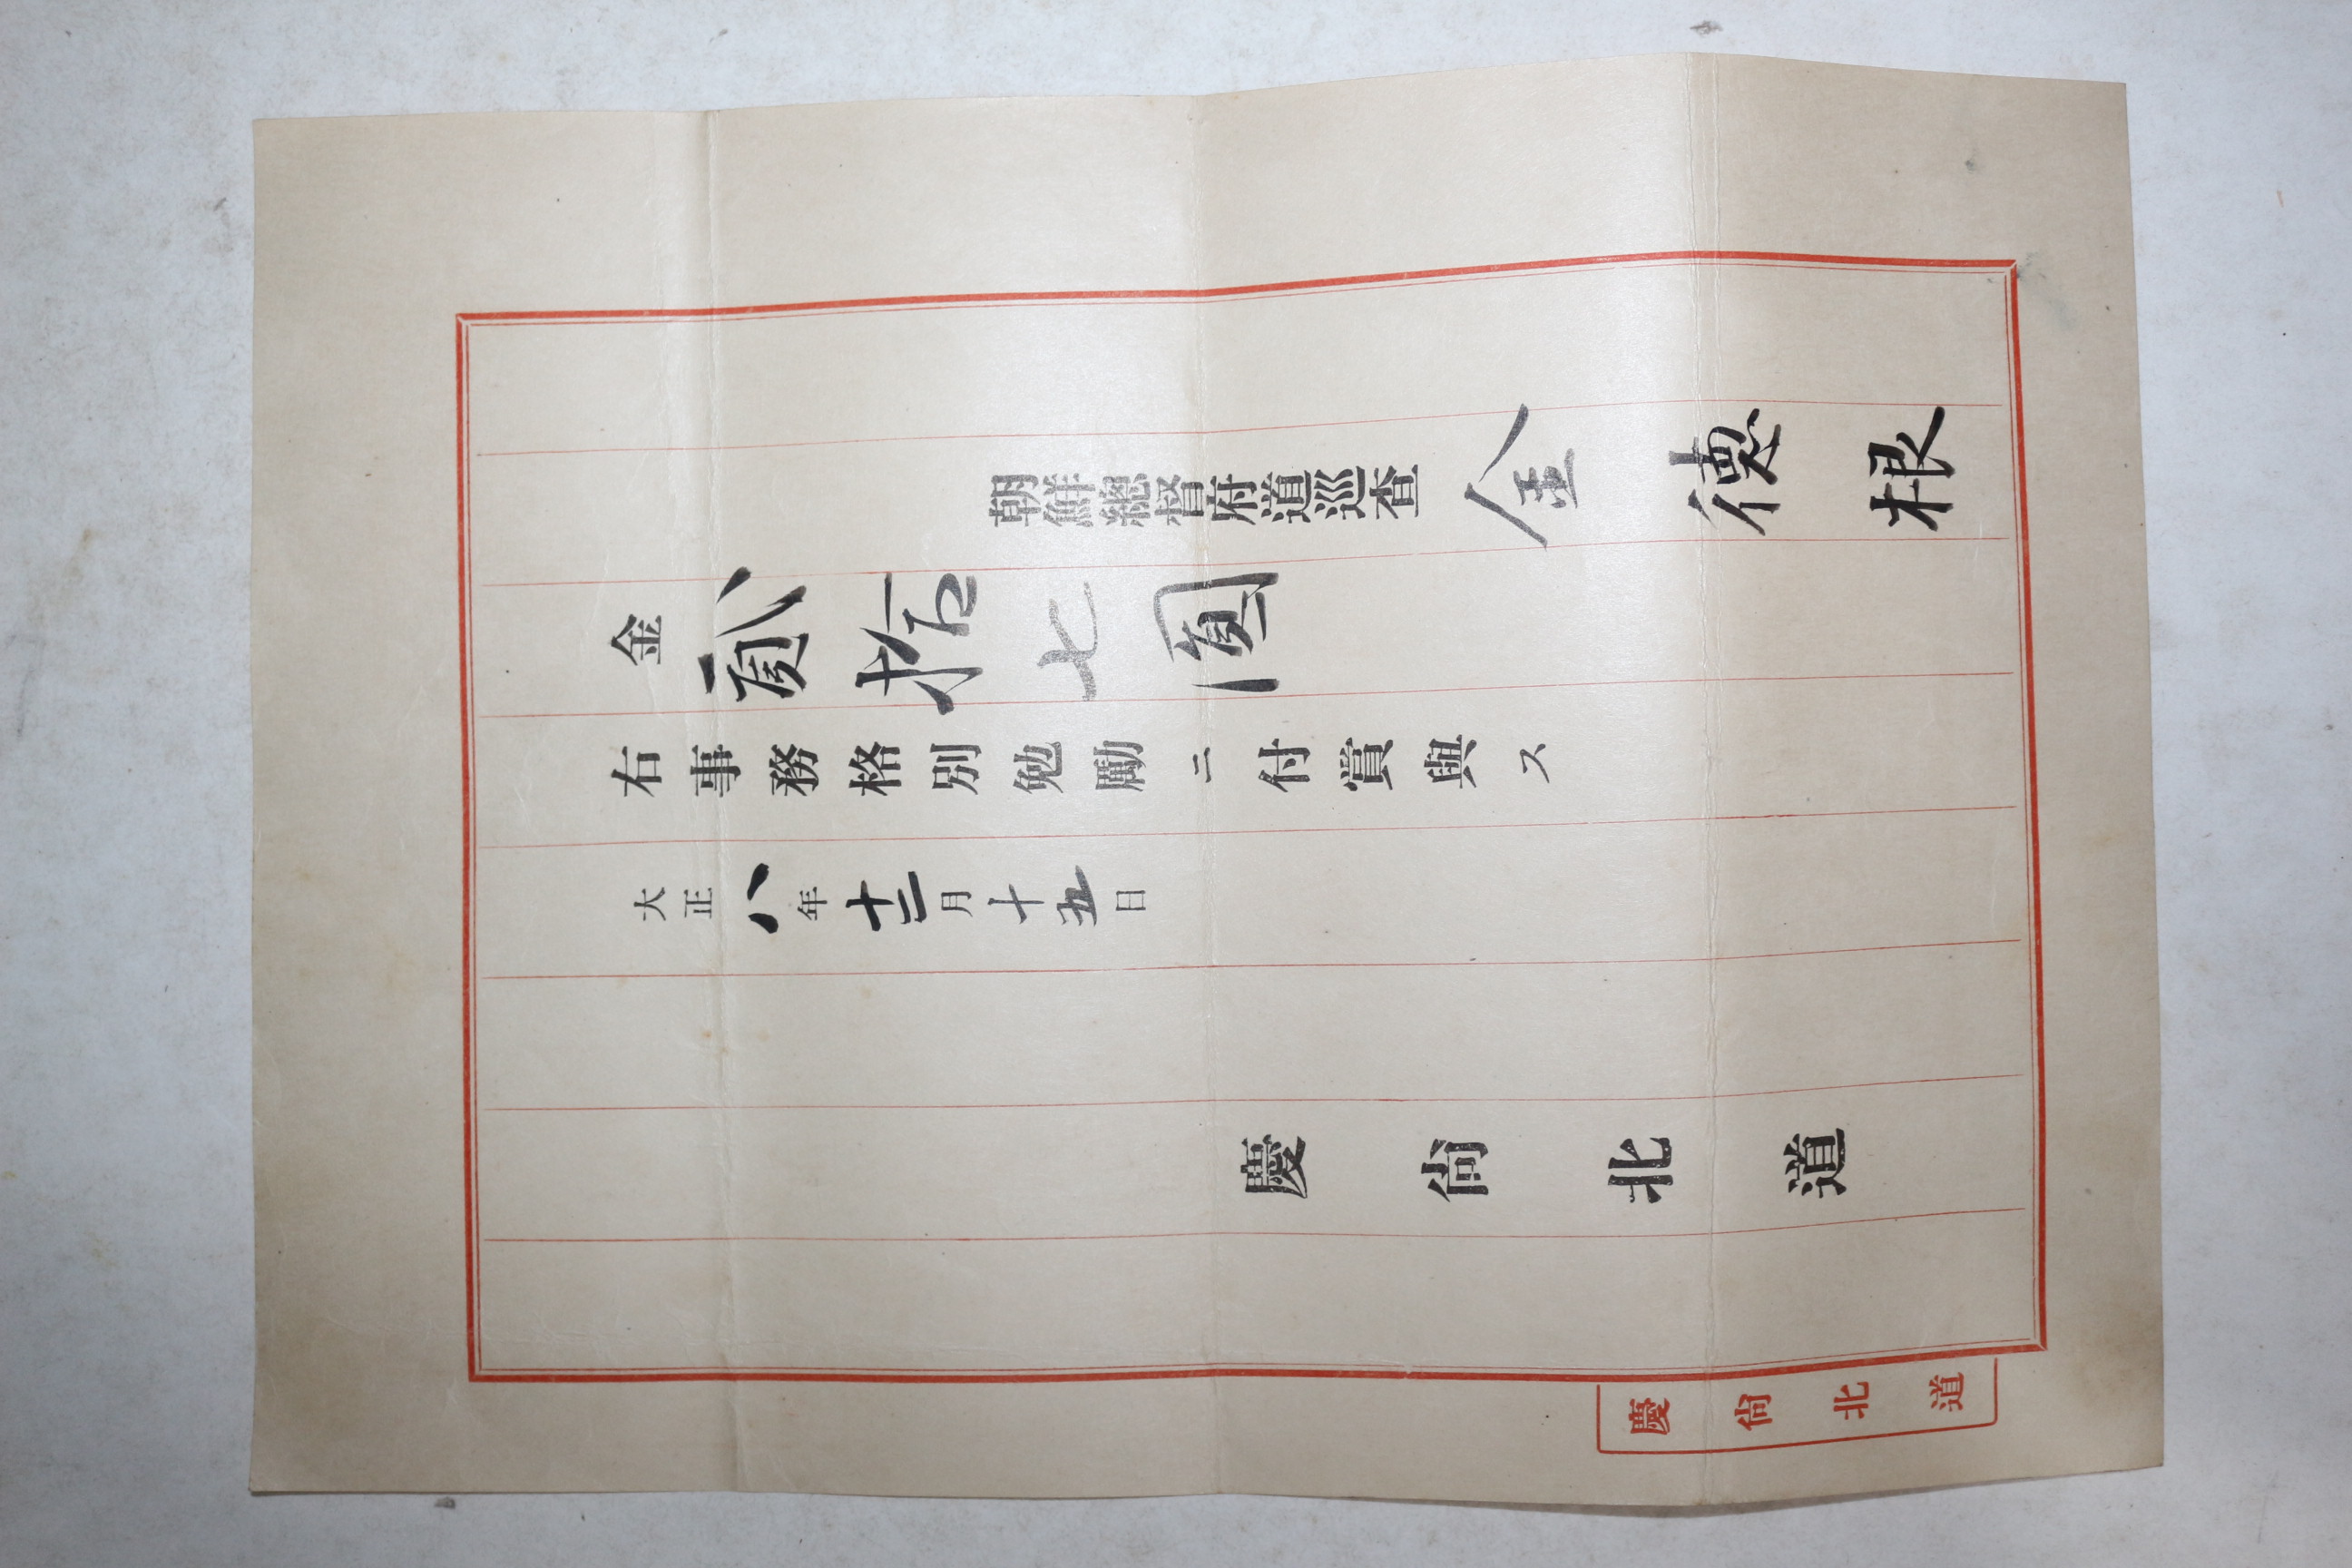 朝鮮總督府道巡査 金德根
金貳拾七圓
右事務格別勉勵ニ付賞與ス
大正八年十二月十五日
慶尙北道
慶尙北道